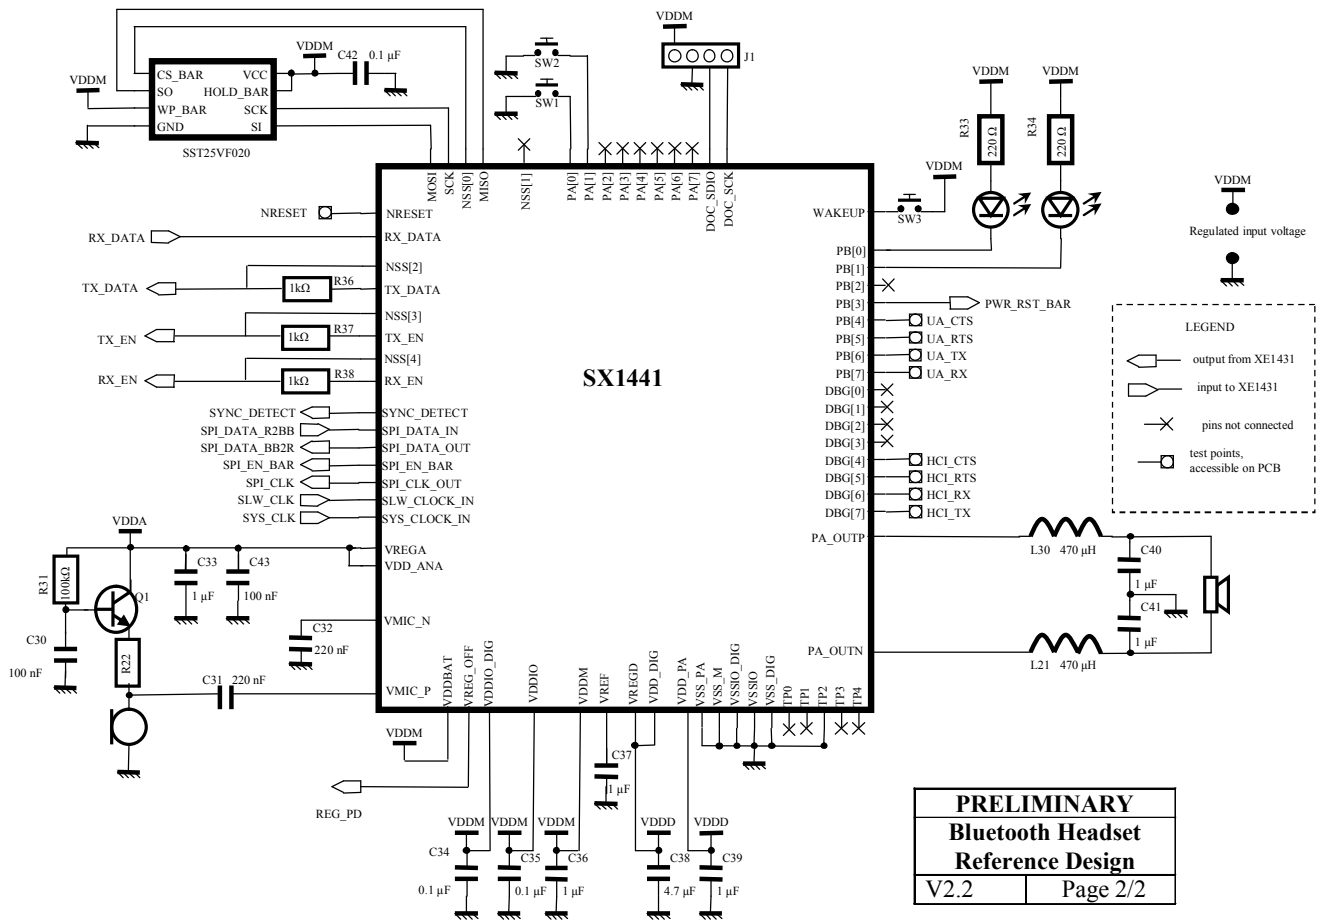 VDDM
VDDM
C42
0.1 µF
VDDM
CS_BAR
SO
WP_BAR
GND
VCC
HOLD_BAR
SCK
SI
SST25VF020
SW2
SW1
VDDM
J1
VDDM
VDDM
R33
220 Ω
R34
220 Ω
MOSI
SCK
NSS[0]
MISO
NSS[1]
PA[0]
PA[1]
PA[2]
PA[3]
PA[4]
PA[5]
PA[6]
PA[7]
DOC_SDIO
DOC_SCK
NRESET
NRESET
RX_DATA
RX_DATA
NSS[2]
TX_DATA
1kΩ
R36
TX_DATA
NSS[3]
TX_EN
1kΩ
R37
TX_EN
NSS[4]
RX_EN
1kΩ
R38
RX_EN
SYNC_DETECT
SYNC_DETECT
SPI_DATA_R2BB
SPI_DATA_IN
SPI_DATA_BB2R
SPI_DATA_OUT
SPI_EN_BAR
SPI_EN_BAR
SPI_CLK
SPI_CLK_OUT
SLW_CLK
SLW_CLOCK_IN
SYS_CLK
SYS_CLOCK_IN
SX1441
WAKEUP
SW3
VDDM
PB[0]
PB[1]
PB[2]
PB[3]
PWR_RST_BAR
PB[4]
UA_CTS
PB[5]
UA_RTS
PB[6]
UA_TX
PB[7]
UA_RX
DBG[0]
DBG[1]
DBG[2]
DBG[3]
DBG[4]
HCI_CTS
DBG[5]
HCI_RTS
DBG[6]
HCI_RX
DBG[7]
HCI_TX
VDDM
Regulated input voltage
LEGEND
output from XE1431
input to XE1431
pins not connected
test points,
accessible on PCB
VDDA
VREGA
VDD_ANA
R31
100kΩ
Q1
C33
1 µF
C43
100 nF
C30
100 nF
R22
C32
220 nF
VMIC_N
C31
220 nF
VMIC_P
PA_OUTP
L30
470 µH
C40
1 µF
C41
1 µF
PA_OUTN
L21
470 µH
VDDBAT
VREG_OFF
VDDIO_DIG
VDDIO
VDDM
VREF
VREGD
VDD_DIG
VDD_PA
VSS_PA
VSS_M
VSSIO_DIG
VSSIO
VSS_DIG
TP0
TP1
TP2
TP3
TP4
VDDM
REG_PD
C37
1 µF
VDDM
C34
0.1 µF
VDDM
C35
0.1 µF
VDDM
C36
1 µF
VDDD
C38
4.7 µF
VDDD
C39
1 µF
PRELIMINARY
Bluetooth Headset
Reference Design
V2.2
Page 2/2